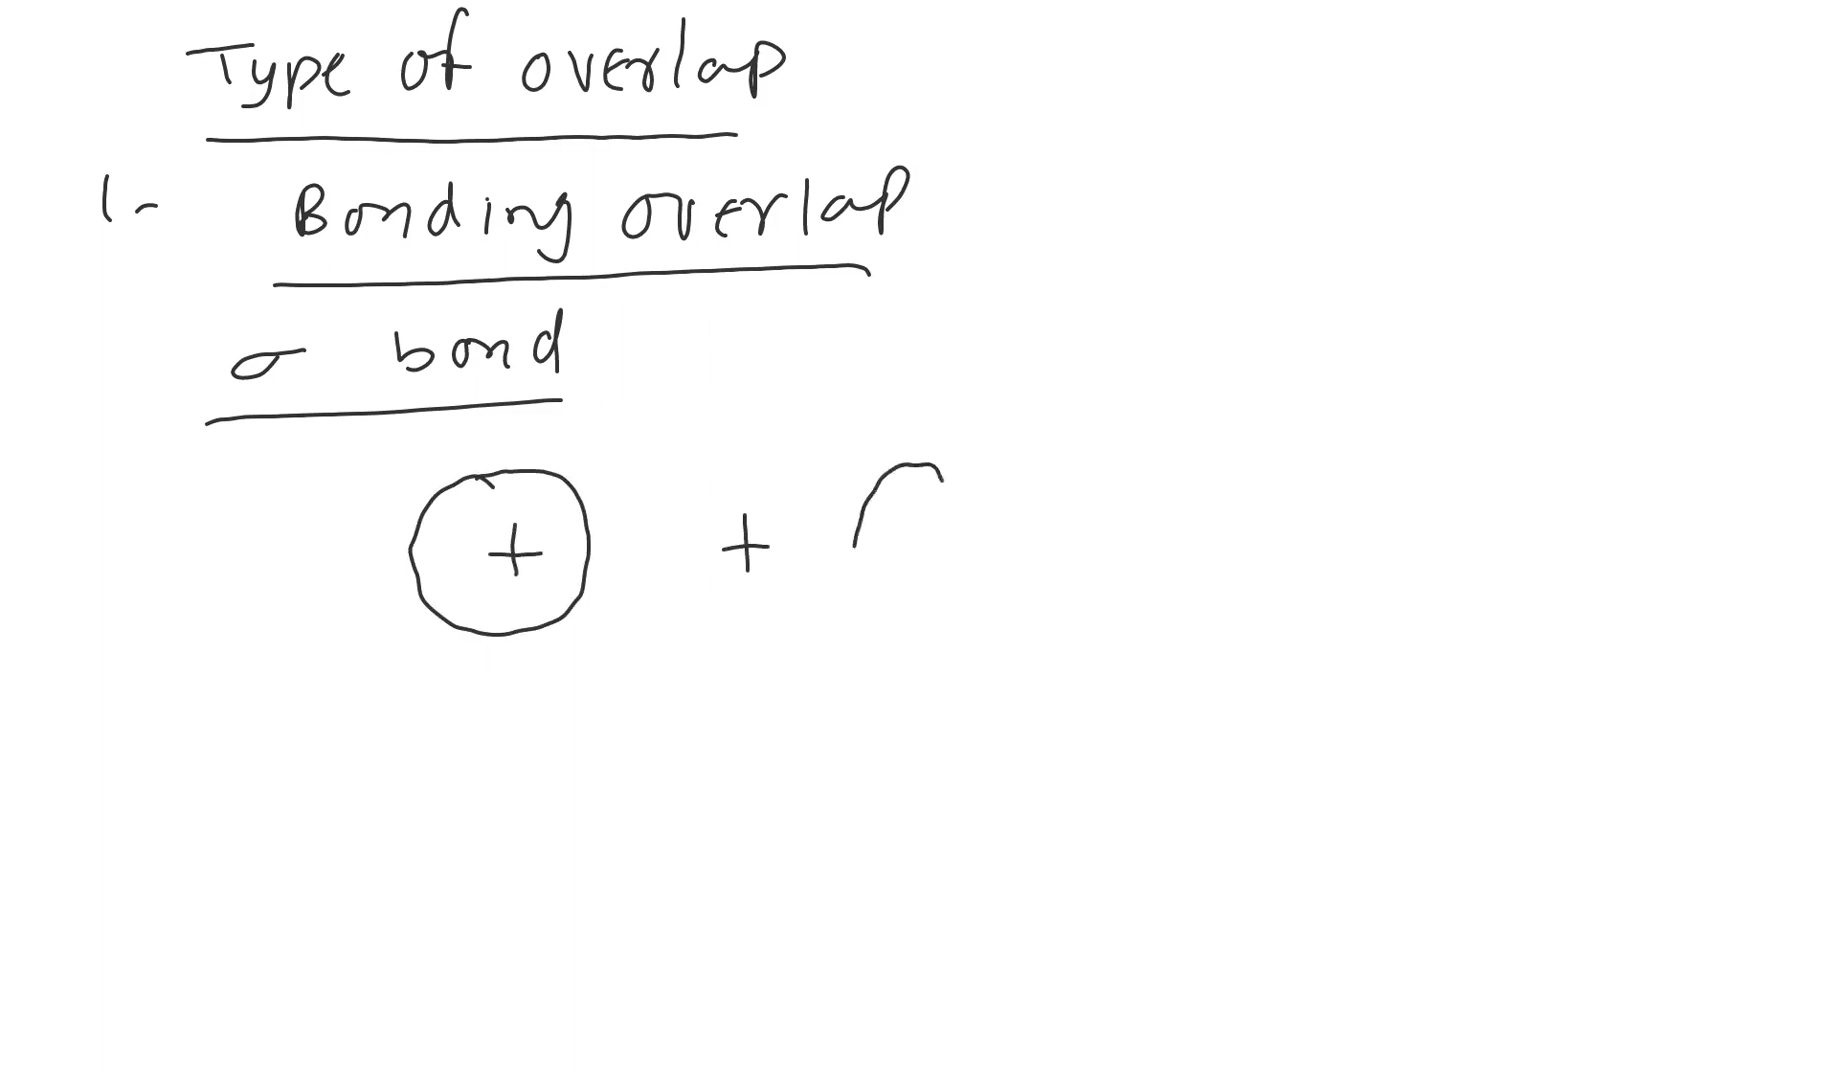 Type of overlap
1- Bonding overlap
σ bond
+ +